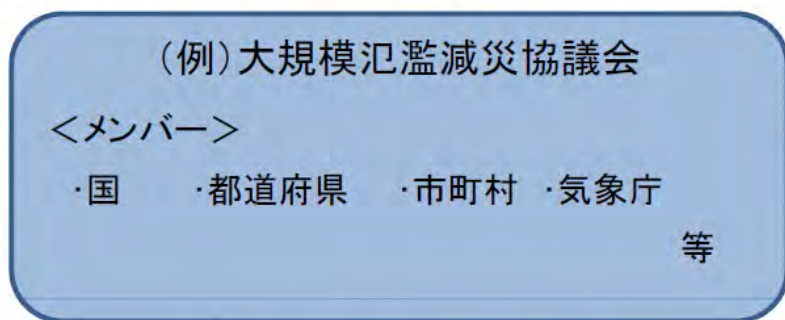 （例）大規模氾濫減災協議会
＜メンバー＞
・国　・都道府県　・市町村　・気象庁
等